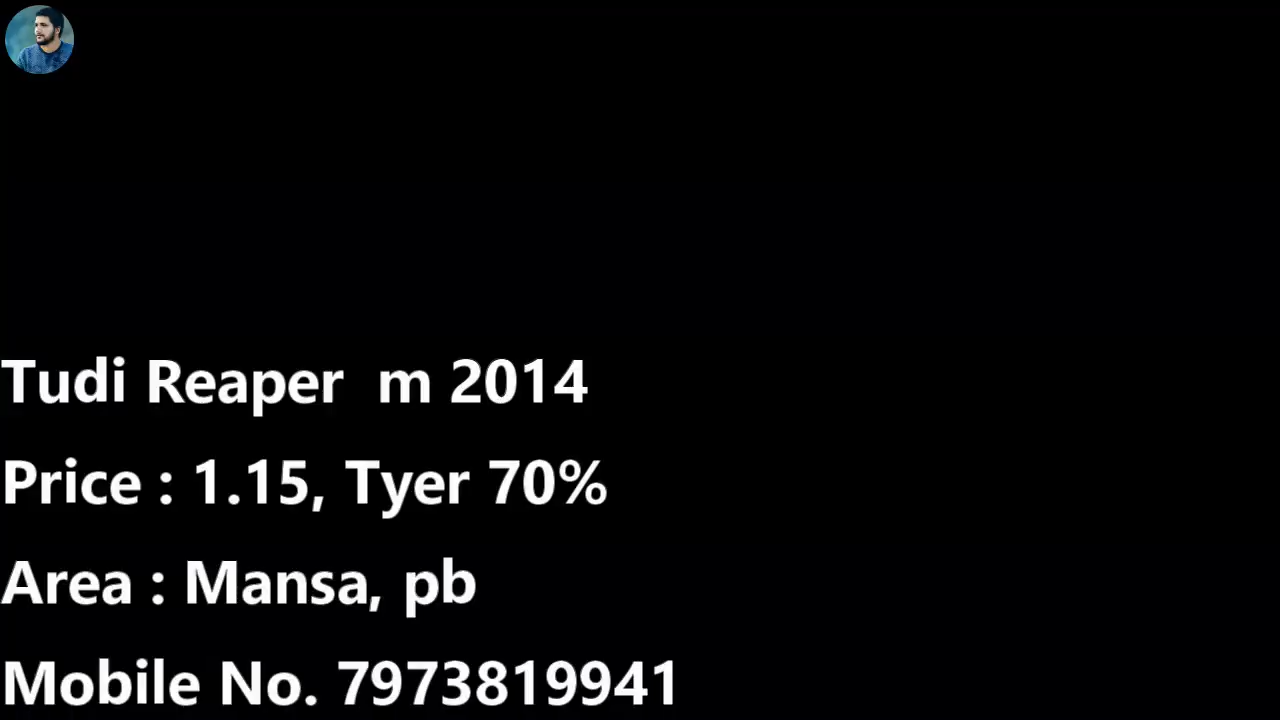 Tudi Reaper  m 2014
Price : 1.15, Tyer 70%
Area : Mansa, pb
Mobile No. 7973819941